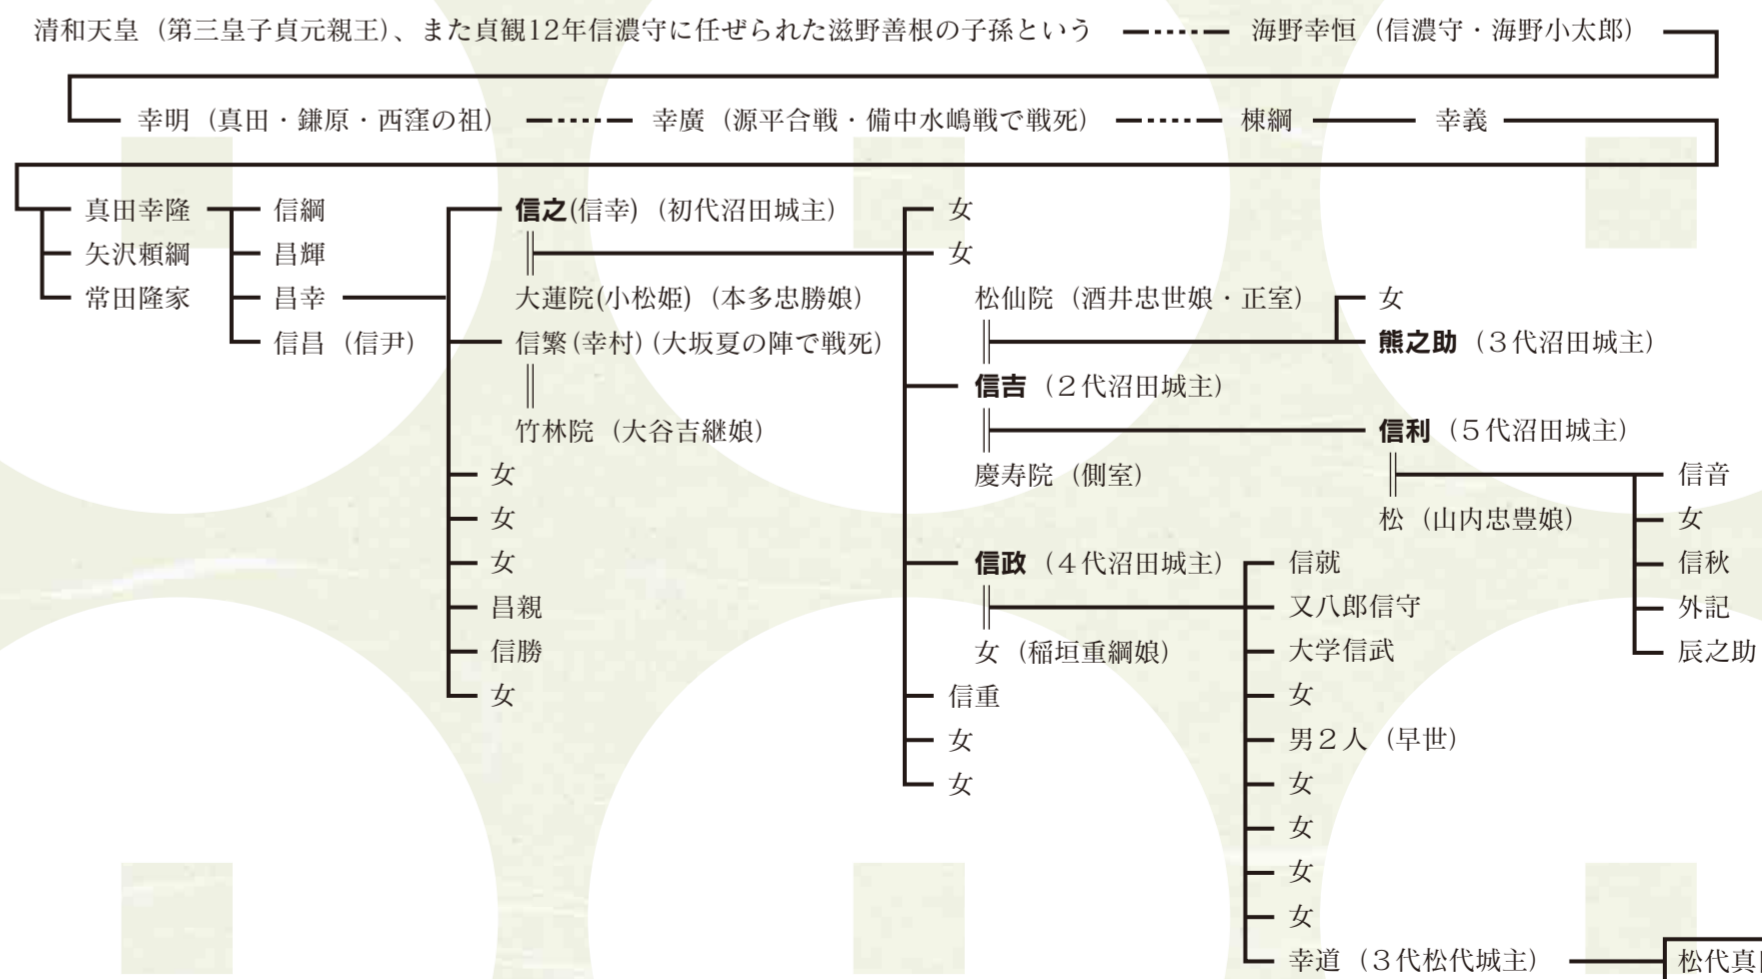 清和天皇（第三皇子貞元親王）、また貞観12年信濃守に任ぜられた滋野善根の子孫という 海野幸恒（信濃守・海野小太郎）
幸明（真田・鎌原・西窪の祖） 幸廣（源平合戦・備中水嶋戦で戦死） 棟綱 幸義
真田幸隆
矢沢頼綱
常田隆家
信綱
昌輝
昌幸
信昌（信尹）
信之(信幸)（初代沼田城主）
大蓮院(小松姫)（本多忠勝娘）
信繁(幸村)(大坂夏の陣で戦死)
竹林院（大谷吉継娘）
女
女
女
昌親
信勝
女
女
女
松仙院（酒井忠世娘・正室）
信吉（２代沼田城主）
慶寿院（側室）
信政（４代沼田城主）
女（稲垣重綱娘）
信重
女
女
女
熊之助（３代沼田城主）
信利（５代沼田城主）
松（山内忠豊娘）
信音
女
信秋
外記
辰之助
信就
又八郎信守
大学信武
女
男２人（早世）
女
女
女
女
幸道（３代松代城主）
松代真